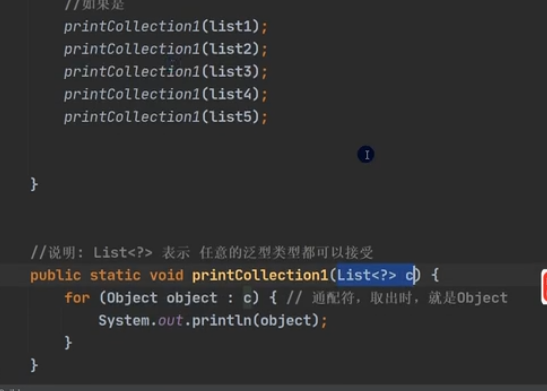 //如果是
printCollection1(list1);
printCollection1(list2);
printCollection1(list3);
printCollection1(list4);
printCollection1(list5);
}
//说明: List<?> 表示 任意的泛型类型都可以接受
public static void printCollection1(List<?> c) {
for (Object object : c) { // 通配符，取出时，就是Object
System.out.println(object);
}
}